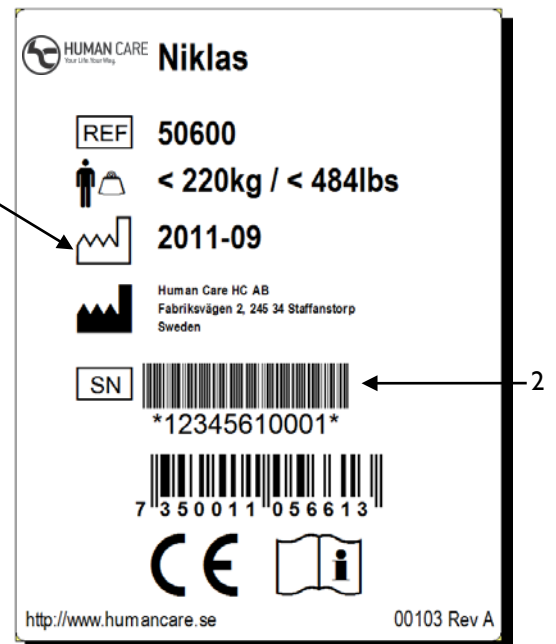 HUMAN CARE
Your Life Your Way.
Niklas
REF 50600
< 220kg / < 484lbs
2011-09
Human Care HC AB
Fabriksvägen 2, 245 34 Staffanstorp
Sweden
SN
2
*12345610001*
7 350011 056613
CE
i
http://www.humancare.se 00103 Rev A